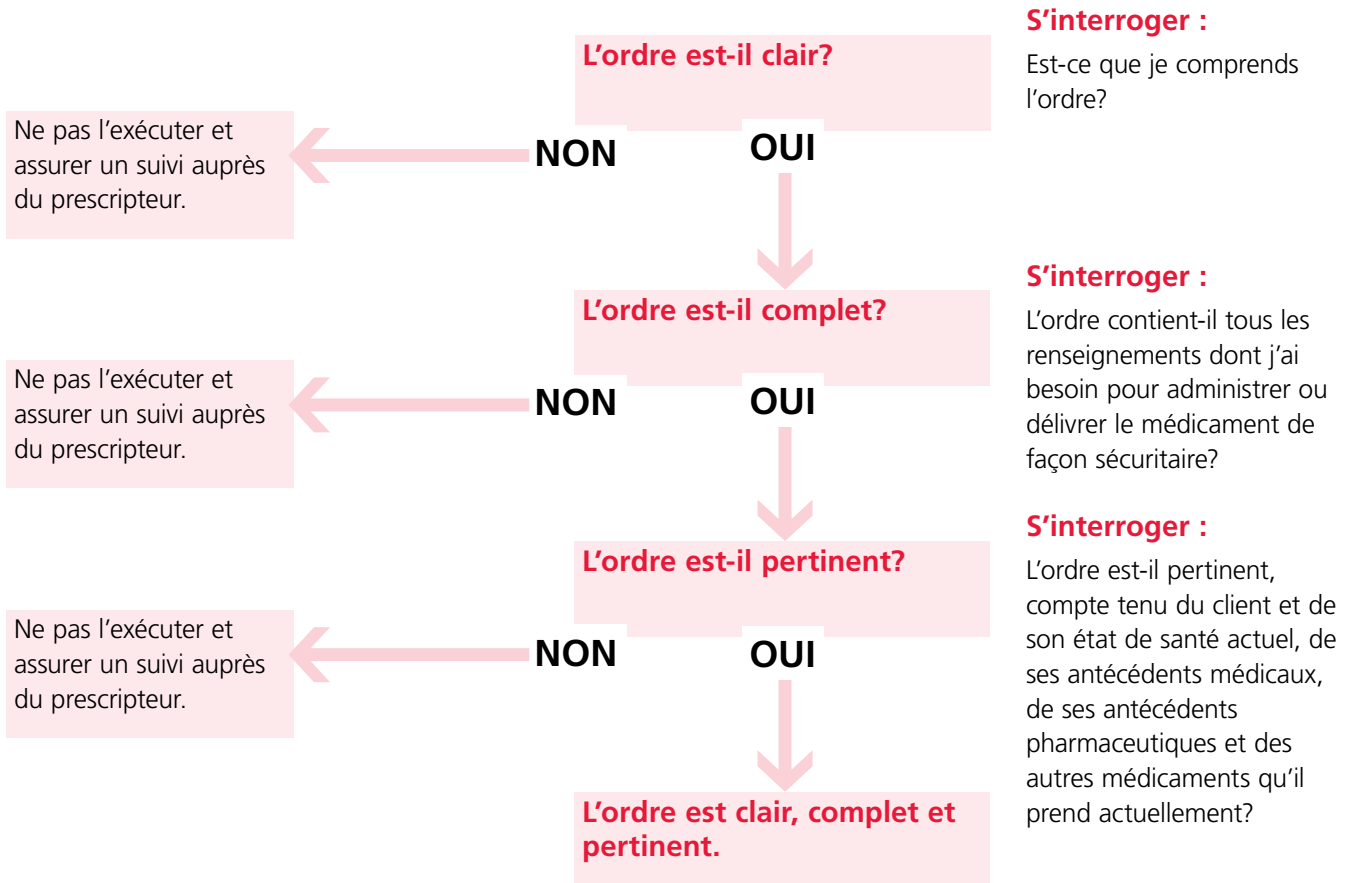 L'ordre est-il clair?
S'interroger :
Est-ce que je comprends
l'ordre?
Ne pas l'exécuter et
assurer un suivi auprès
du prescripteur.
NON
OUI
L'ordre est-il complet?
S'interroger :
L'ordre contient-il tous les
renseignements dont j'ai
besoin pour administrer ou
délivrer le médicament de
façon sécuritaire?
Ne pas l'exécuter et
assurer un suivi auprès
du prescripteur.
NON
OUI
L'ordre est-il pertinent?
S'interroger :
L'ordre est-il pertinent,
compte tenu du client et de
son état de santé actuel, de
ses antécédents médicaux,
de ses antécédents
pharmaceutiques et des
autres médicaments qu'il
prend actuellement?
Ne pas l'exécuter et
assurer un suivi auprès
du prescripteur.
NON
OUI
L'ordre est clair, complet et
pertinent.